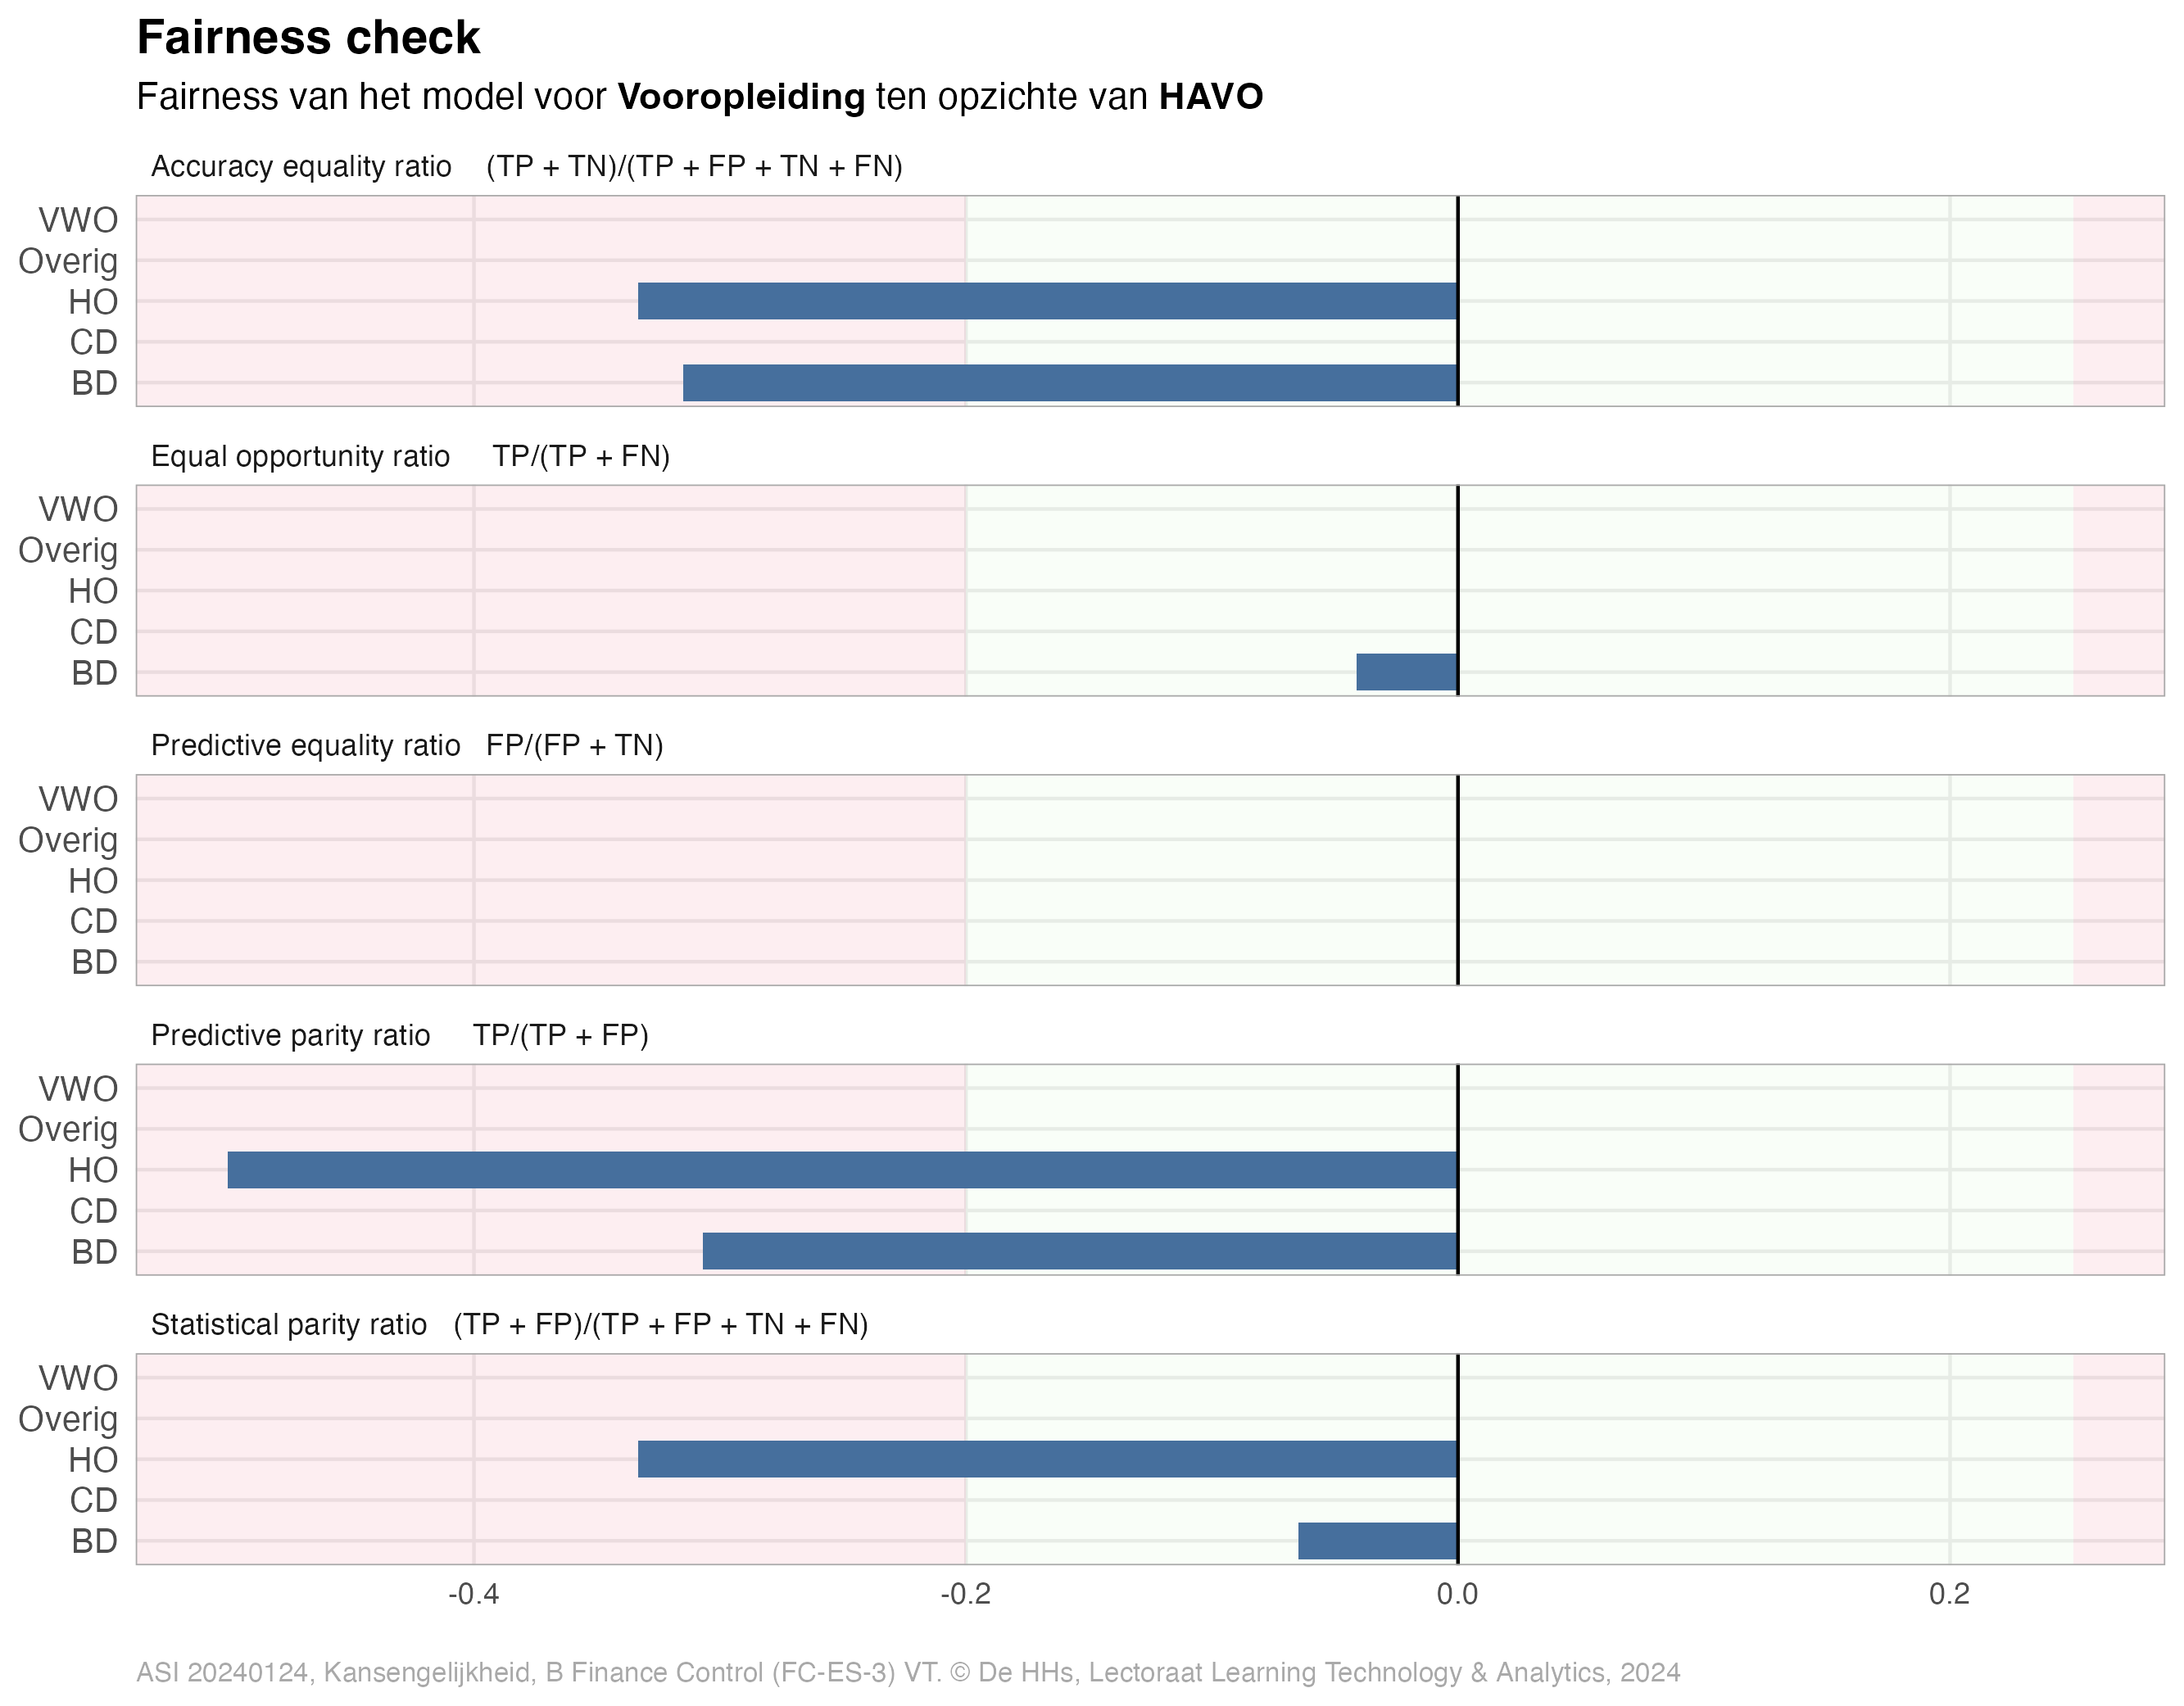 Fairness check
Fairness van het model voor Vooropleiding ten opzichte van HAVO
Accuracy equality ratio (TP + TN)/(TP + FP + TN + FN)
VWO
Overig
HO
CD
BD
Equal opportunity ratio TP/(TP + FN)
VWO
Overig
HO
CD
BD
Predictive equality ratio FP/(FP + TN)
VWO
Overig
HO
CD
BD
Predictive parity ratio TP/(TP + FP)
VWO
Overig
HO
CD
BD
Statistical parity ratio (TP + FP)/(TP + FP + TN + FN)
VWO
Overig
HO
CD
BD
-0.4 -0.2 0.0 0.2
ASI 20240124, Kansengelijkheid, B Finance Control (FC-ES-3) VT. © De HHs, Lectoraat Learning Technology & Analytics, 2024